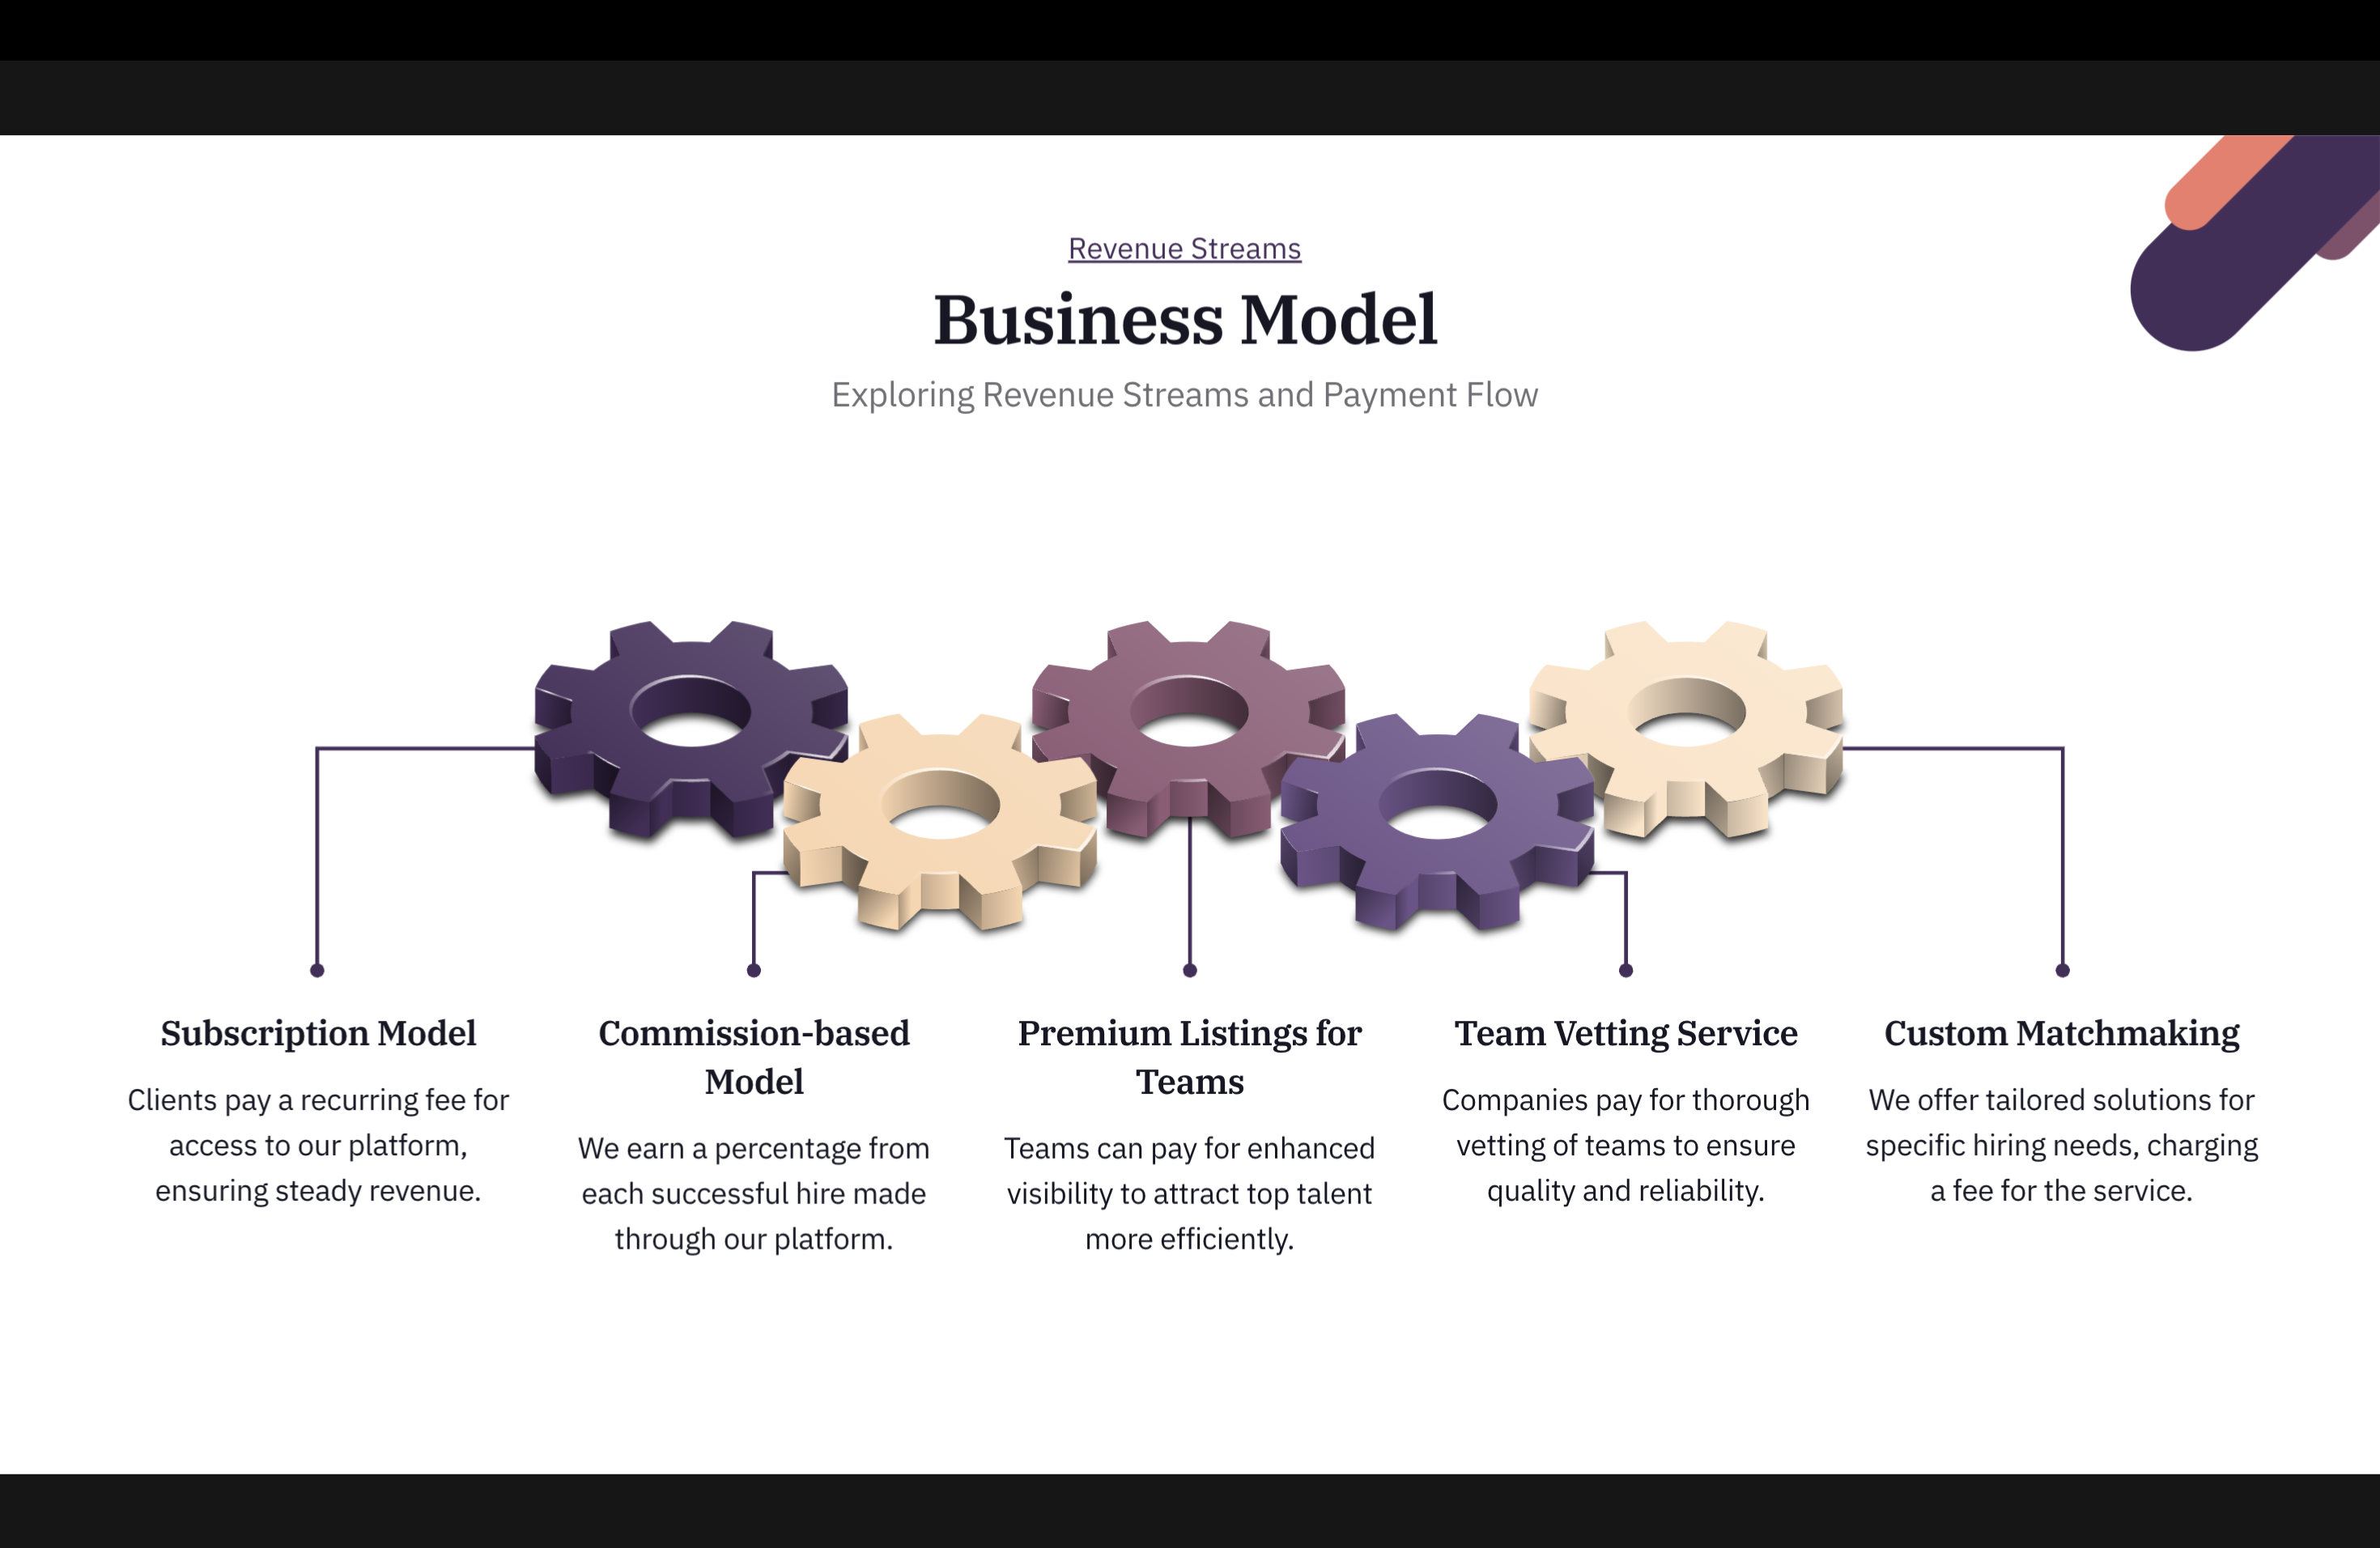 Revenue Streams
Business Model
Exploring Revenue Streams and Payment Flow
Subscription Model
Clients pay a recurring fee for
access to our platform,
ensuring steady revenue.
Commission-based
Model
We earn a percentage from
each successful hire made
through our platform.
Premium Listings for
Teams
Teams can pay for enhanced
visibility to attract top talent
more efficiently.
Team Vetting Service
Companies pay for thorough
vetting of teams to ensure
quality and reliability.
Custom Matchmaking
We offer tailored solutions for
specific hiring needs, charging
a fee for the service.